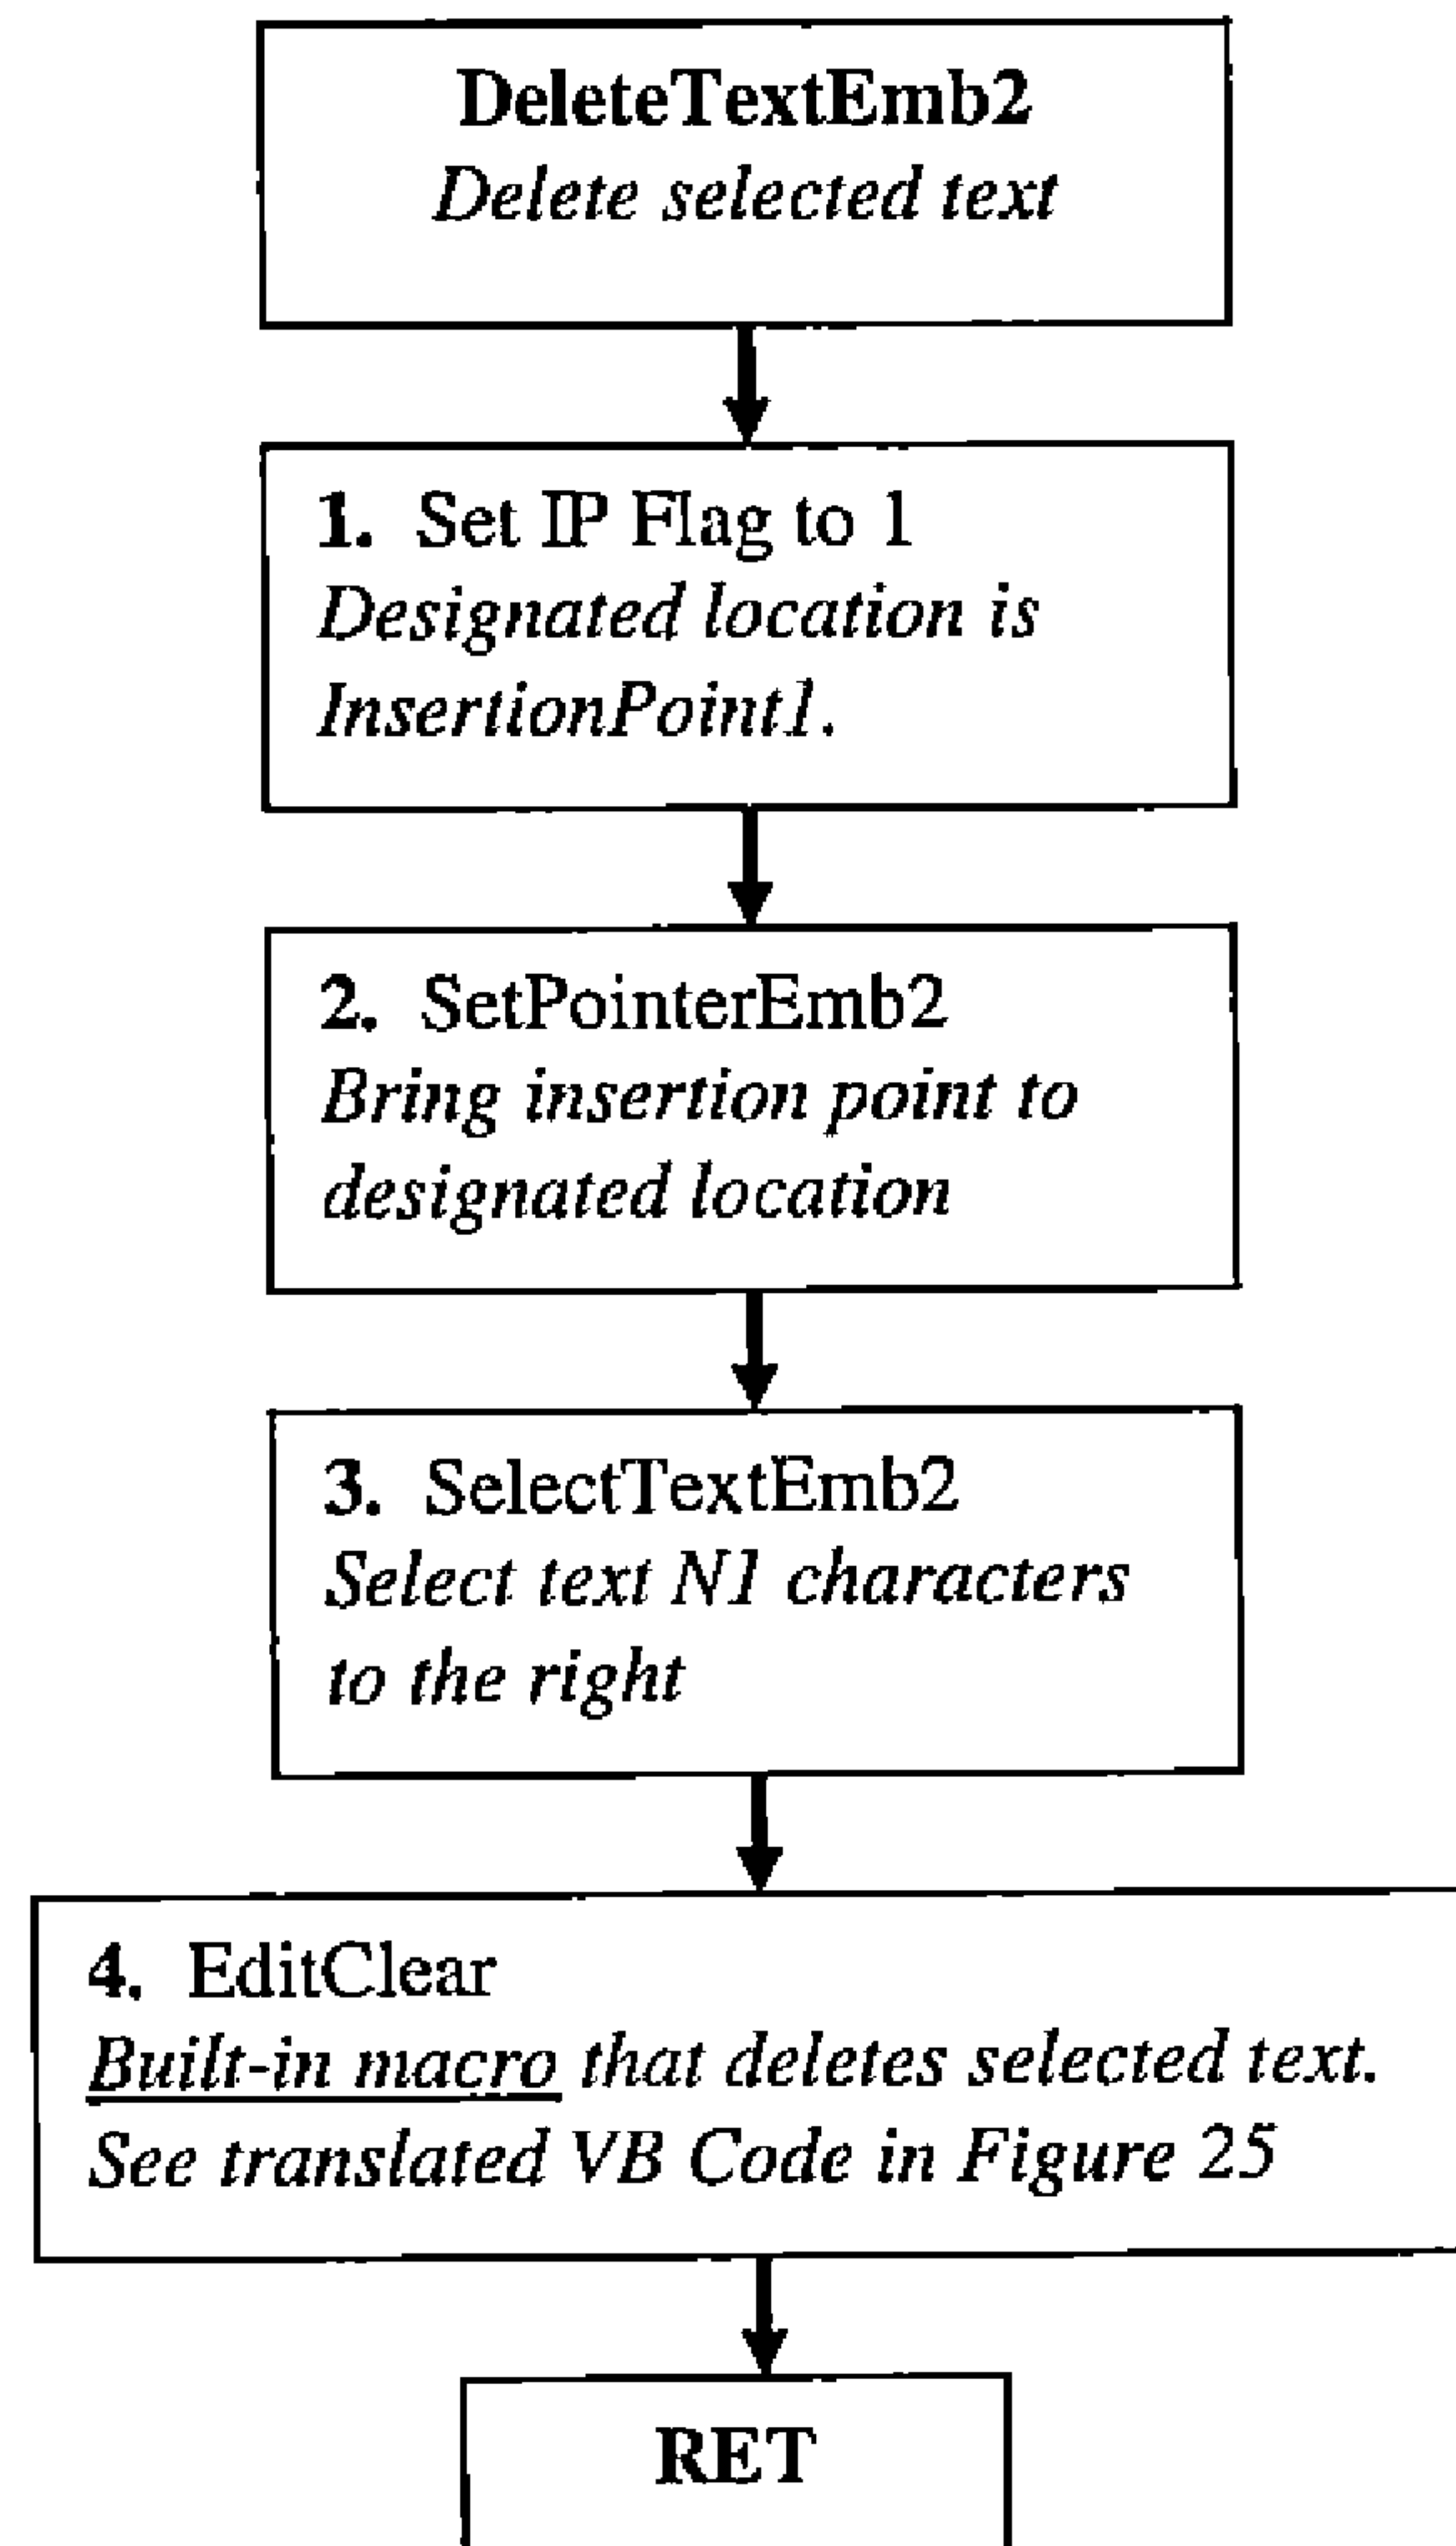 DeleteTextEmb2
Delete selected text
1. Set IP Flag to 1
Designated location is
InsertionPoint1.
2. SetPointerEmb2
Bring insertion point to
designated location
3. SelectTextEmb2
Select text N1 characters
to the right
4. EditClear
Built-in macro that deletes selected text.
See translated VB Code in Figure 25
RET